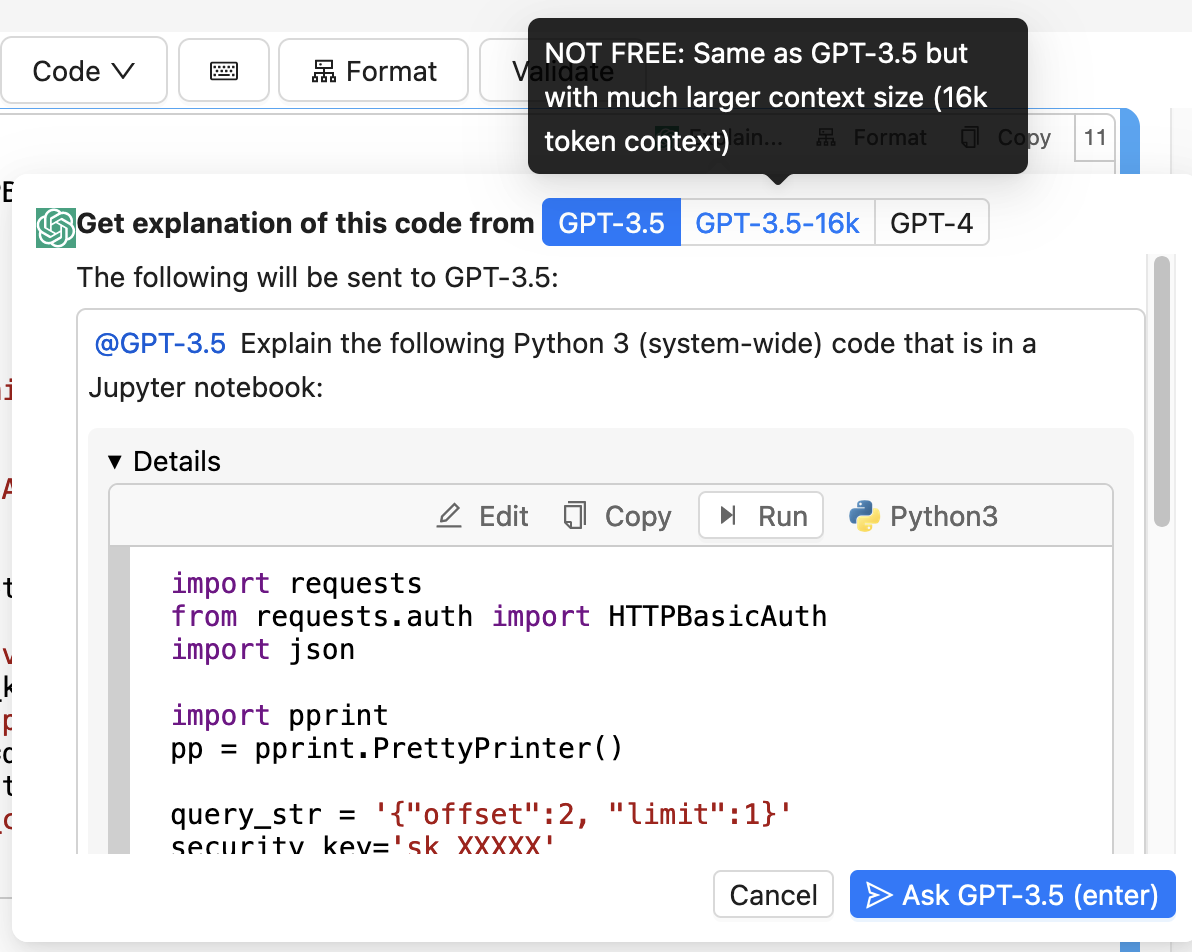 Code
Format
Validate
NOT FREE: Same as GPT-3.5 but
with much larger context size (16k
token context)
Explain...
Format
Copy
11
Get explanation of this code from GPT-3.5 GPT-3.5-16k GPT-4
The following will be sent to GPT-3.5:
@GPT-3.5 Explain the following Python 3 (system-wide) code that is in a
Jupyter notebook:
▼ Details
Edit Copy Run Python3
import requests
from requests.auth import HTTPBasicAuth
import json
import pprint
pp = pprint.PrettyPrinter()
query_str = '{"offset":2, "limit":1}'
security_key='sk_XXXXX'
Cancel Ask GPT-3.5 (enter)